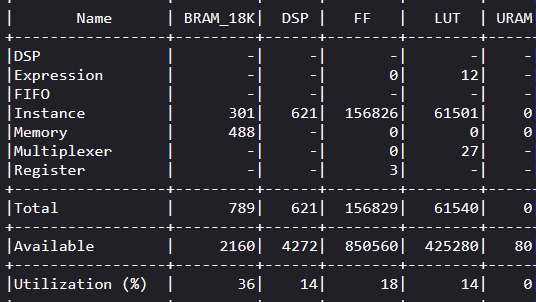 |       Name       | BRAM_18K|  DSP |   FF   |   LUT  | URAM
+------------------+---------+------+--------+--------+-----
|DSP               |        -|     -|       -|       -|    -
|Expression        |        -|     -|       0|      12|    -
|FIFO              |        -|     -|       -|       -|    -
|Instance          |      301|   621|  156826|   61501|    0
|Memory            |      488|     -|       0|       0|    0
|Multiplexer       |        -|     -|       0|      27|    -
|Register          |        -|     -|       3|       -|    -
+------------------+---------+------+--------+--------+-----
|Total             |      789|   621|  156829|   61540|    0
+------------------+---------+------+--------+--------+-----
|Available         |     2160|  4272|  850560|  425280|   80
+------------------+---------+------+--------+--------+-----
|Utilization (%)   |       36|    14|      18|      14|    0